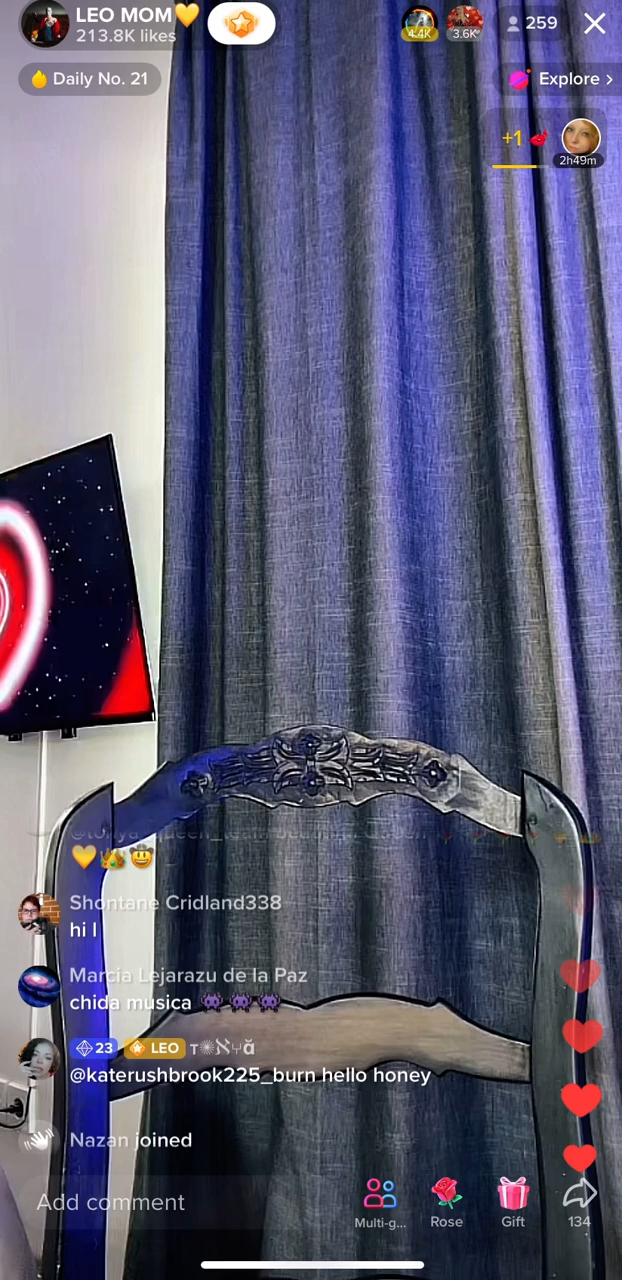 LEO MOM💛
213.8K likes
4.4K
3.6K
259
Daily No. 21
Explore >
+1
2h49m
💛👑🤠
Shontane Cridland338
hi l
Marcia Lejarazu de la Paz
chida musica 👾👾👾
23 LEO
@katerushbrook225_burn hello honey
Nazan joined
Add comment
Multi-g...
Rose
Gift
134